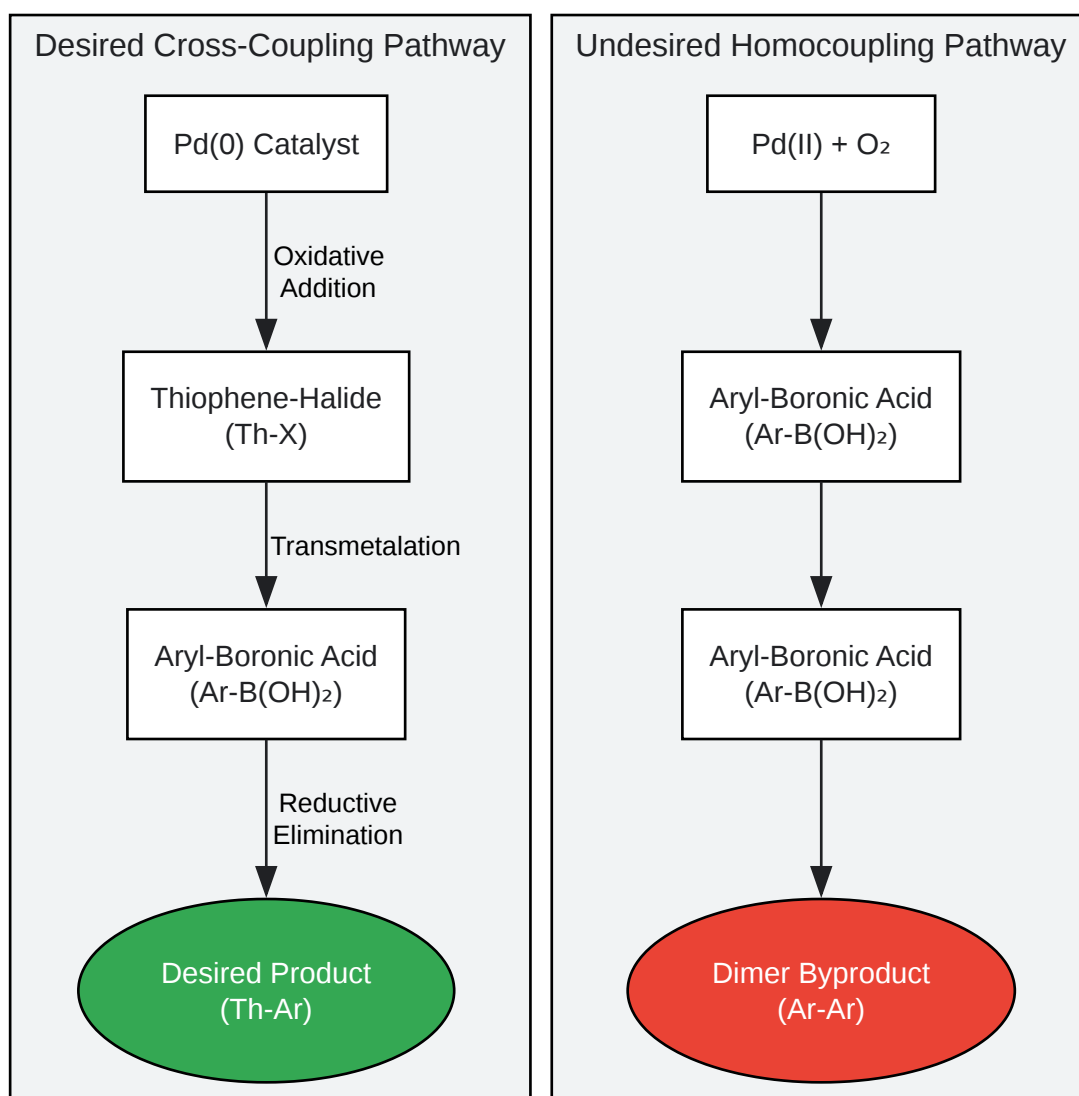 Desired Cross-Coupling Pathway
Pd(0) Catalyst
Oxidative
Addition
Thiophene-Halide
(Th-X)
Transmetalation
Aryl-Boronic Acid
(Ar-B(OH)₂)
Reductive
Elimination
Desired Product
(Th-Ar)
Undesired Homocoupling Pathway
Pd(II) + O₂
Aryl-Boronic Acid
(Ar-B(OH)₂)
Aryl-Boronic Acid
(Ar-B(OH)₂)
Dimer Byproduct
(Ar-Ar)